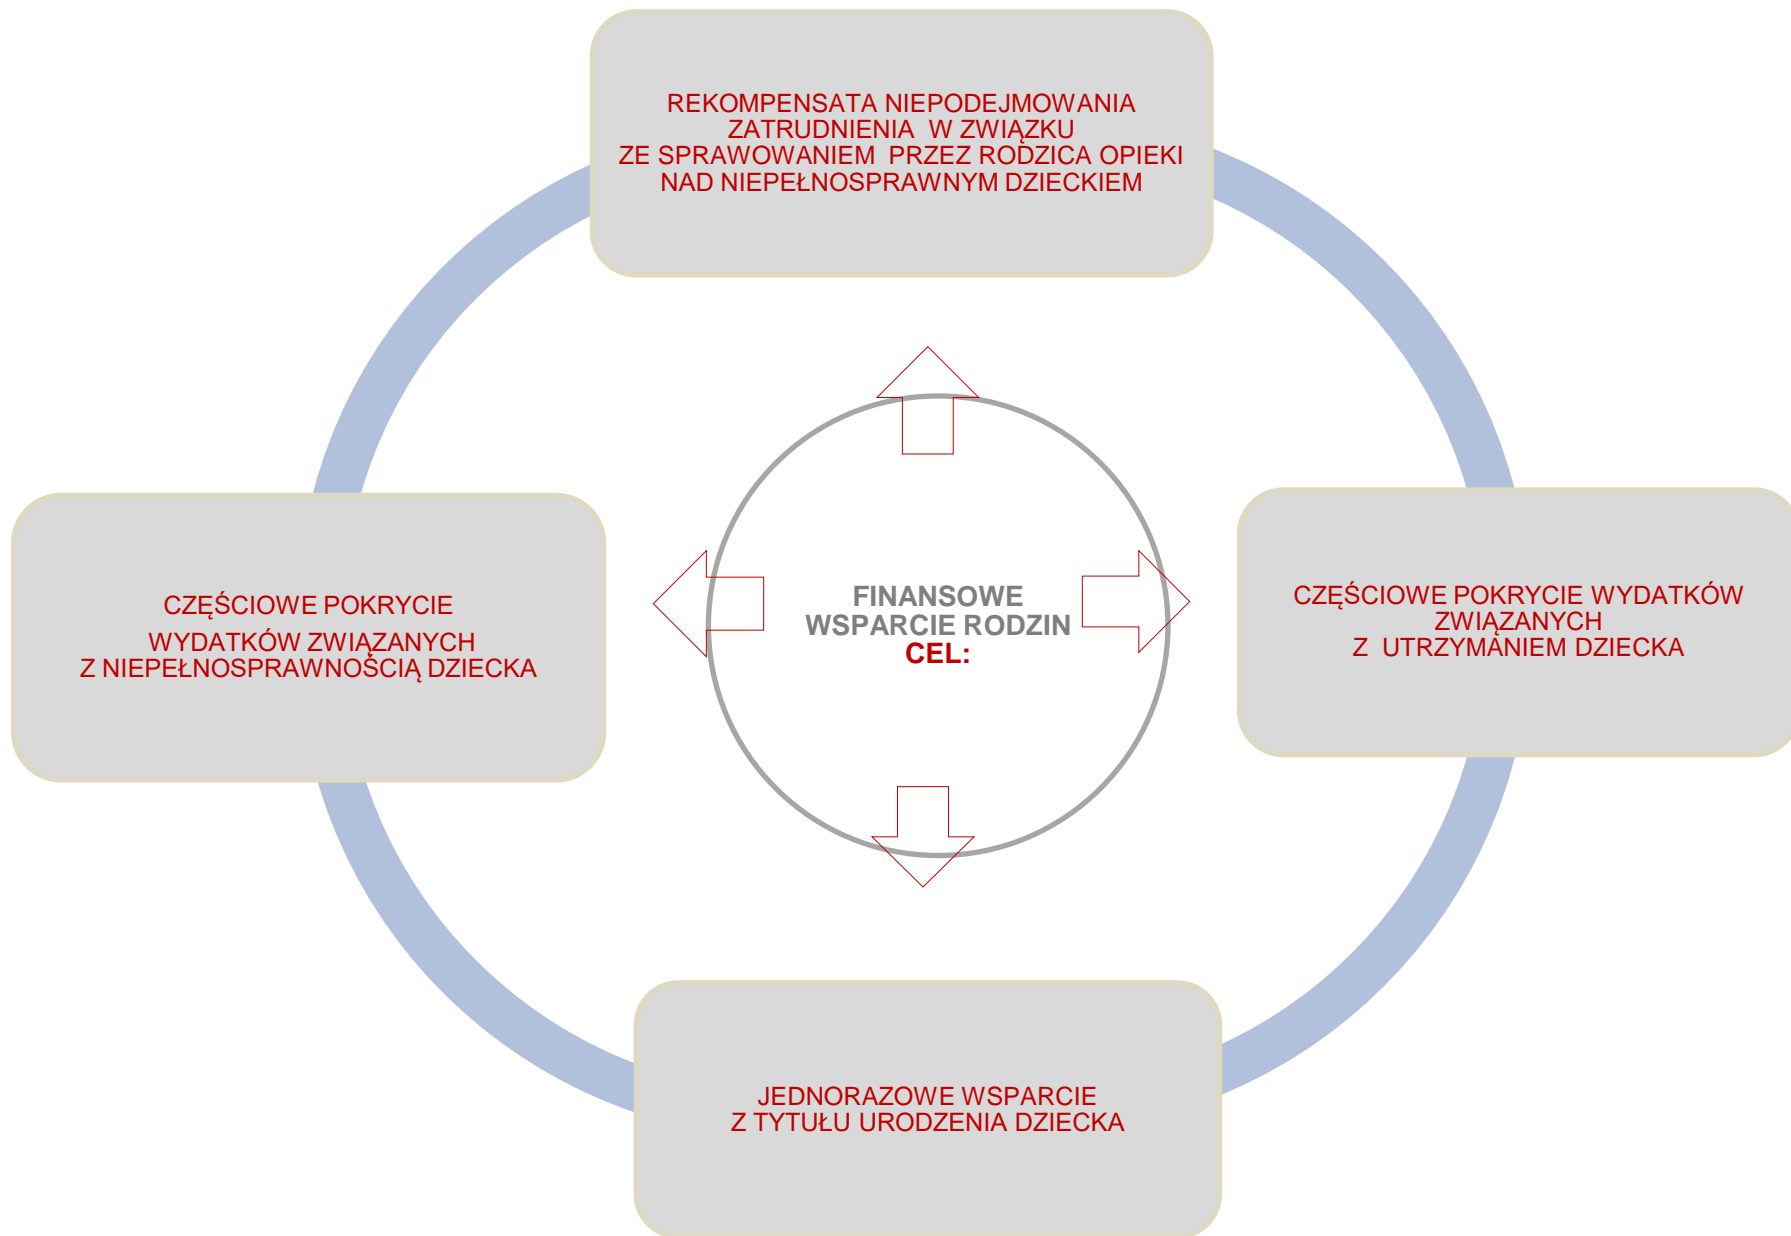 REKOMPENSATA NIEPODEJMOWANIA
ZATRUDNIENIA W ZWIĄZKU
ZE SPRAWOWANIEM PRZEZ RODZICA OPIEKI
NAD NIEPEŁNOSPRAWNYM DZIECKIEM
CZĘŚCIOWE POKRYCIE
WYDATKÓW ZWIĄZANYCH
Z NIEPEŁNOSPRAWNOŚCIĄ DZIECKA
FINANSOWE
WSPARCIE RODZIN
CEL:
CZĘŚCIOWE POKRYCIE WYDATKÓW
ZWIĄZANYCH
Z UTRZYMANIEM DZIECKA
JEDNORAZOWE WSPARCIE
Z TYTUŁU URODZENIA DZIECKA